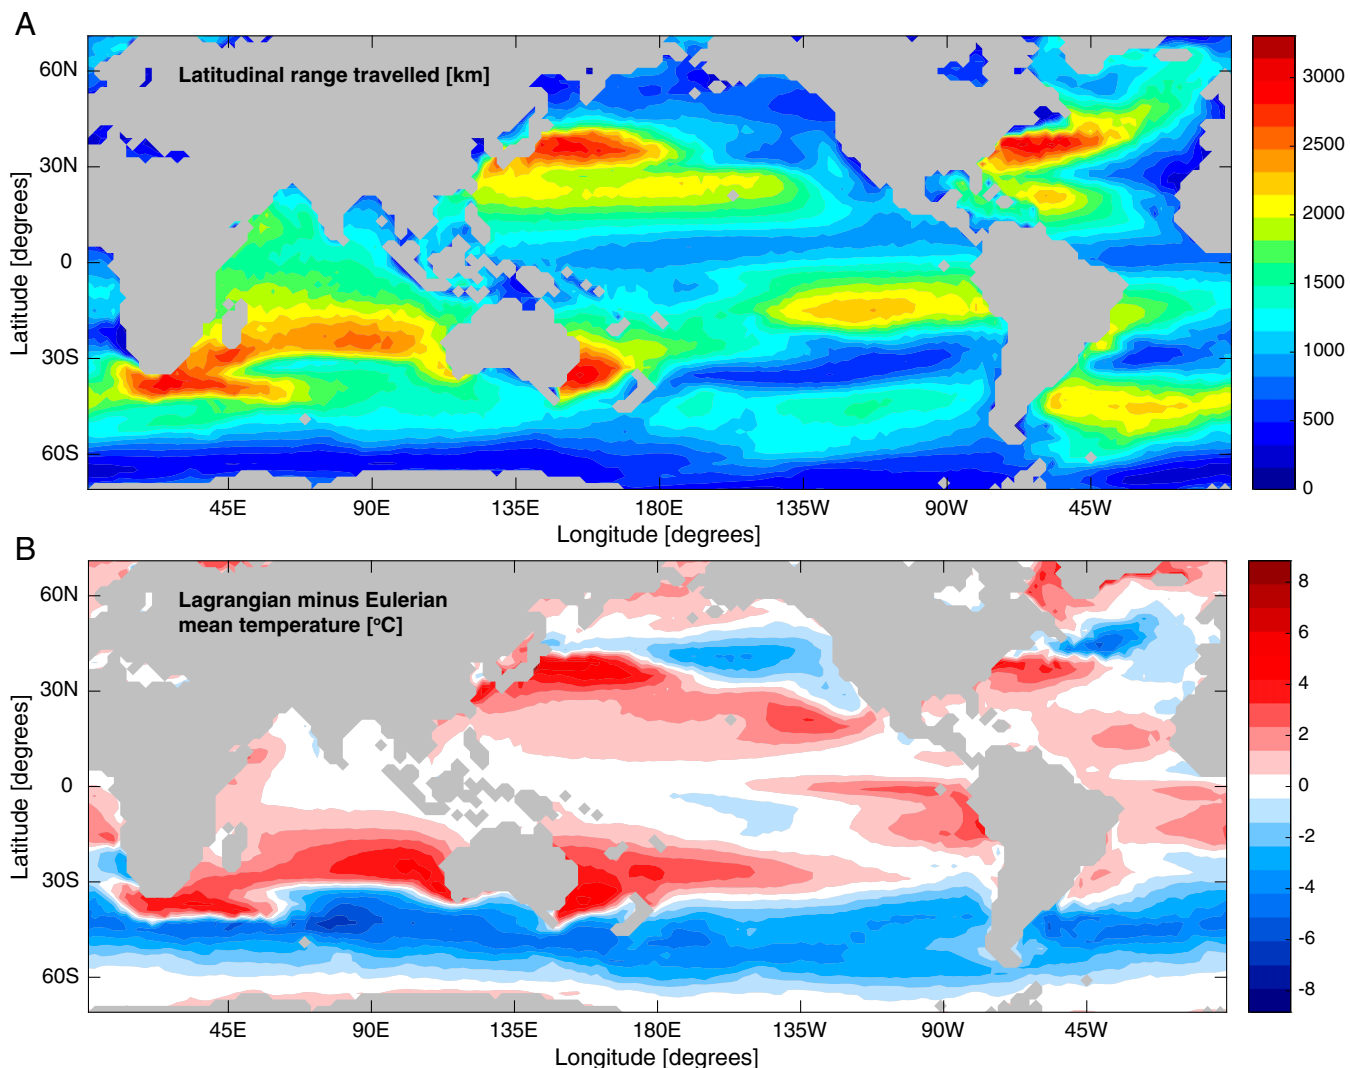 A
Latitudinal range travelled [km]
60N
30N
0
30S
60S
Latitude [degrees]
45E
90E
135E
180E
135W
90W
45W
Longitude [degrees]
3000
2500
2000
1500
1000
500
0
B
Lagrangian minus Eulerian
mean temperature [°C]
60N
30N
0
30S
60S
Latitude [degrees]
45E
90E
135E
180E
135W
90W
45W
Longitude [degrees]
8
6
4
2
0
-2
-4
-6
-8